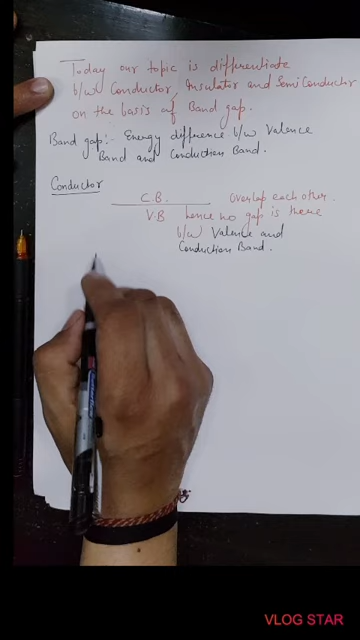 Today our topic is differentiate
b/w Conductor, Insulator and SemiConductor
on the basis of Band gap.
Band gap:- Energy difference b/w Valence
Band and Conduction Band.
Conductor
C.B. overlap each other.
V.B hence no gap is there
b/w Valence and
Conduction Band.
VLOG STAR